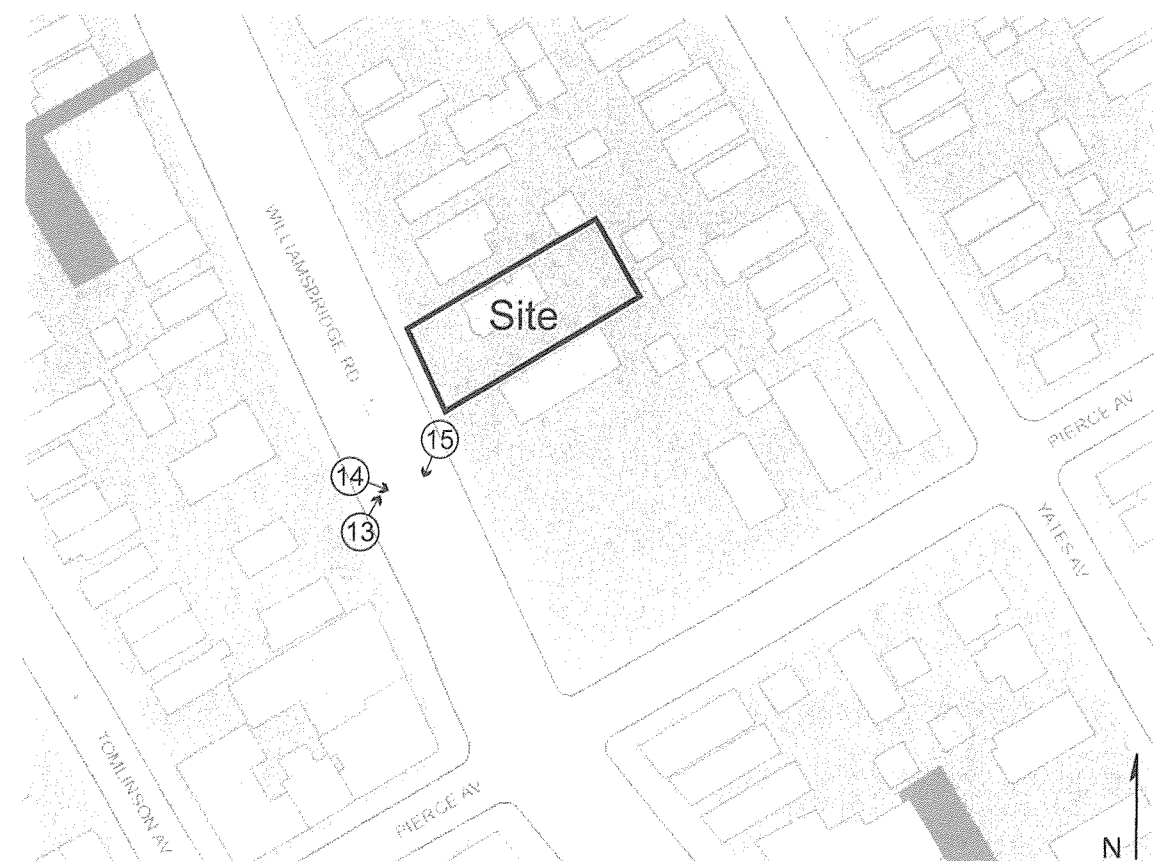 WILLIAMSBRIDGE RD
Site
15
14
13
PIERCE AV
YATES AV
TOMLINSON AV
PIERCE AV
N